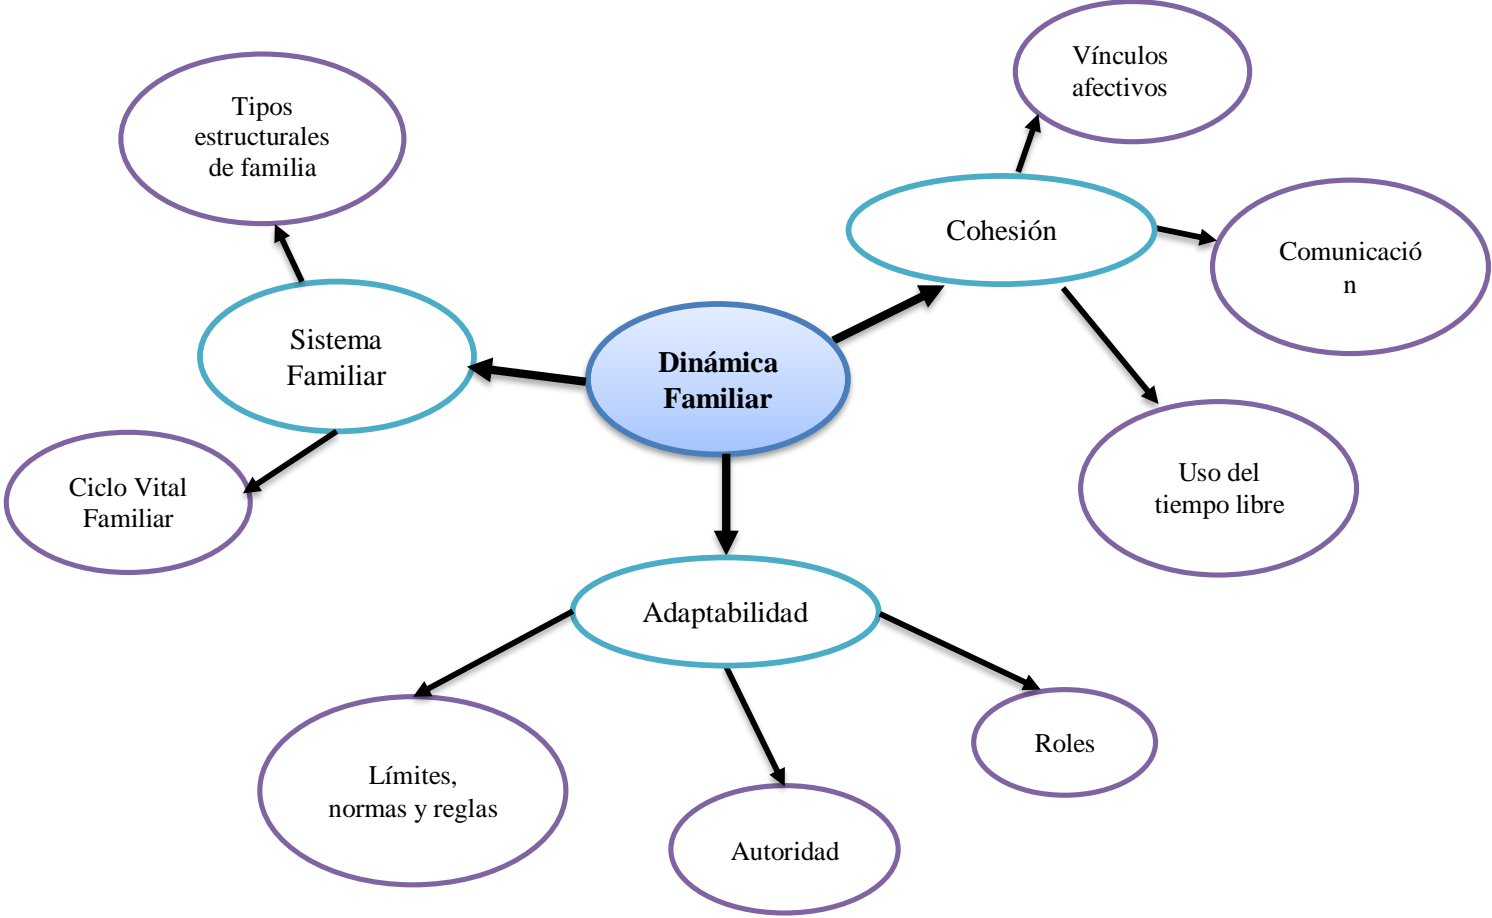 Vínculos
afectivos
Tipos
estructurales
de familia
Cohesión
Comunicació
n
Sistema
Familiar
Dinámica
Familiar
Ciclo Vital
Familiar
Uso del
tiempo libre
Adaptabilidad
Límites,
normas y reglas
Roles
Autoridad